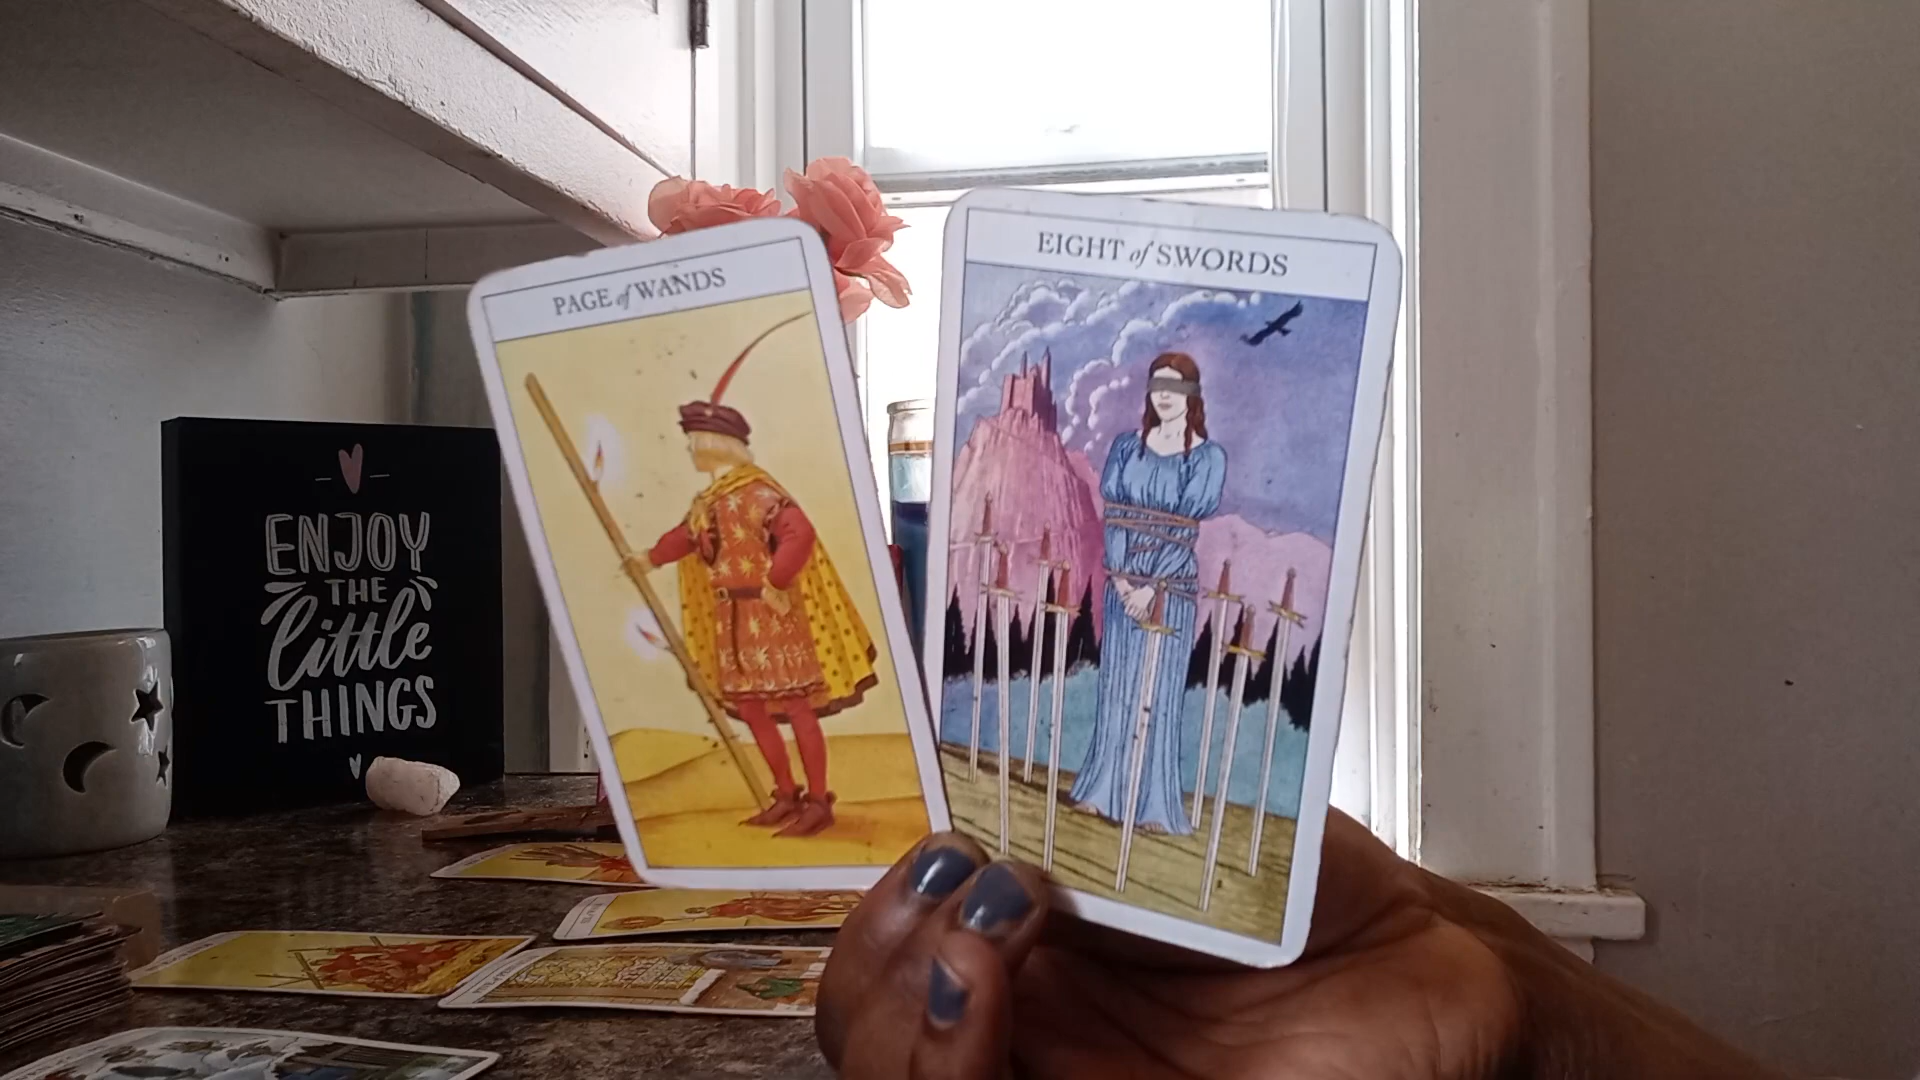 PAGE of WANDS
EIGHT of SWORDS
ENJOY
THE
little
THINGS